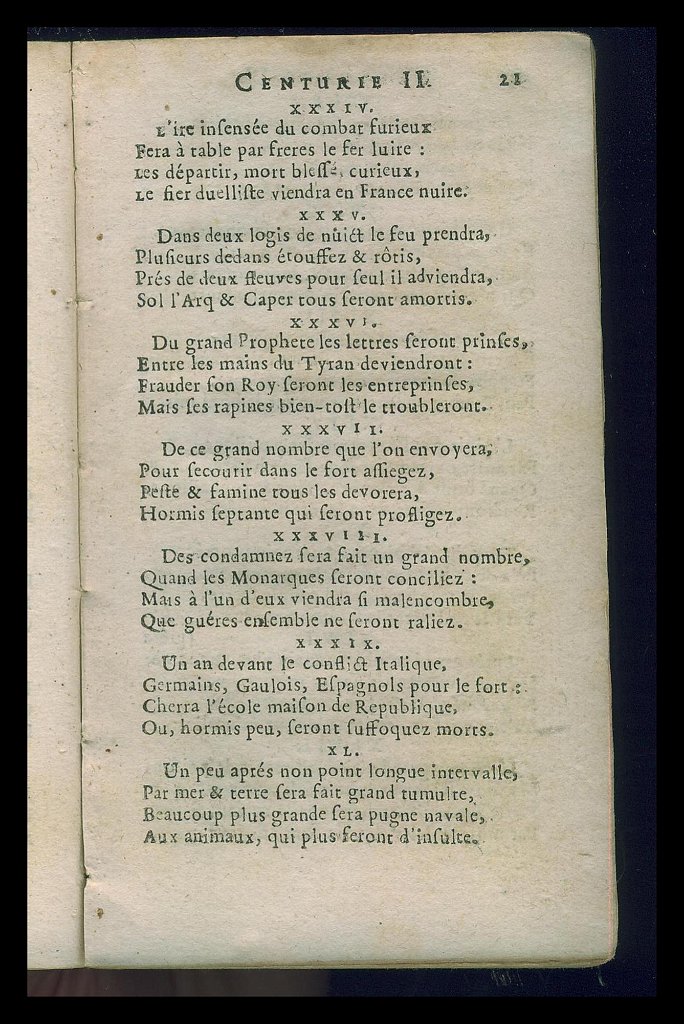 CENTURIE II. 21
XXXIV.
L'ire insensée du combat furieux
Fera à table par freres le fer luire :
Les départir, mort blessé, curieux,
Le fier duelliste viendra en France nuire.
XXXV.
Dans deux logis de nuict le feu prendra,
Plusieurs dedans étouffez & rôtis,
Prés de deux fleuves pour seul il adviendra,
Sol l'Arq & Caper tous seront amortis.
XXXVI.
Du grand Prophete les lettres seront prinses,
Entre les mains du Tyran deviendront :
Frauder son Roy seront les entreprinses,
Mais ses rapines bien-tost le troubleront.
XXXVII.
De ce grand nombre que l'on envoyera,
Pour secourir dans le fort assiegez,
Peste & famine tous les devorera,
Hormis septante qui seront profligez.
XXXVIII.
Des condamnez sera fait un grand nombre,
Quand les Monarques seront conciliez :
Mais à l'un d'eux viendra si malencombre,
Que guéres ensemble ne seront raliez.
XXXIX.
Un an devant le conflict Italique,
Germains, Gaulois, Espagnols pour le fort :
Cherra l'école maison de Republique,
Ou, hormis peu, seront suffoquez morts.
XL.
Un peu aprés non point longue intervalle,
Par mer & terre sera fait grand tumulte,
Beaucoup plus grande sera pugne navale,
Aux animaux, qui plus feront d'insulte.